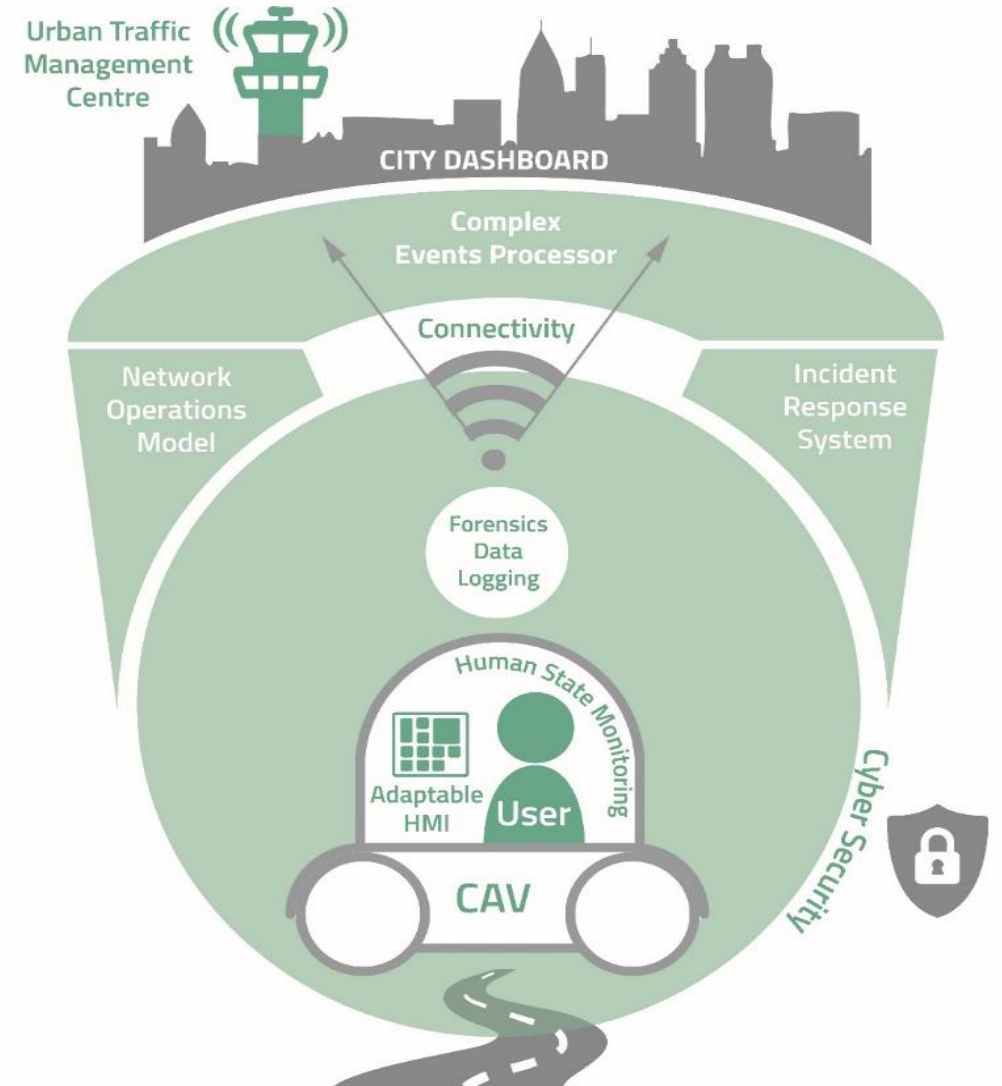 Urban Traffic
Management
Centre
CITY DASHBOARD
Complex
Events Processor
Connectivity
Network
Operations
Model
Incident
Response
System
Forensics
Data
Logging
Human State Monitoring
Adaptable
HMI
User
CAV
Cyber Security